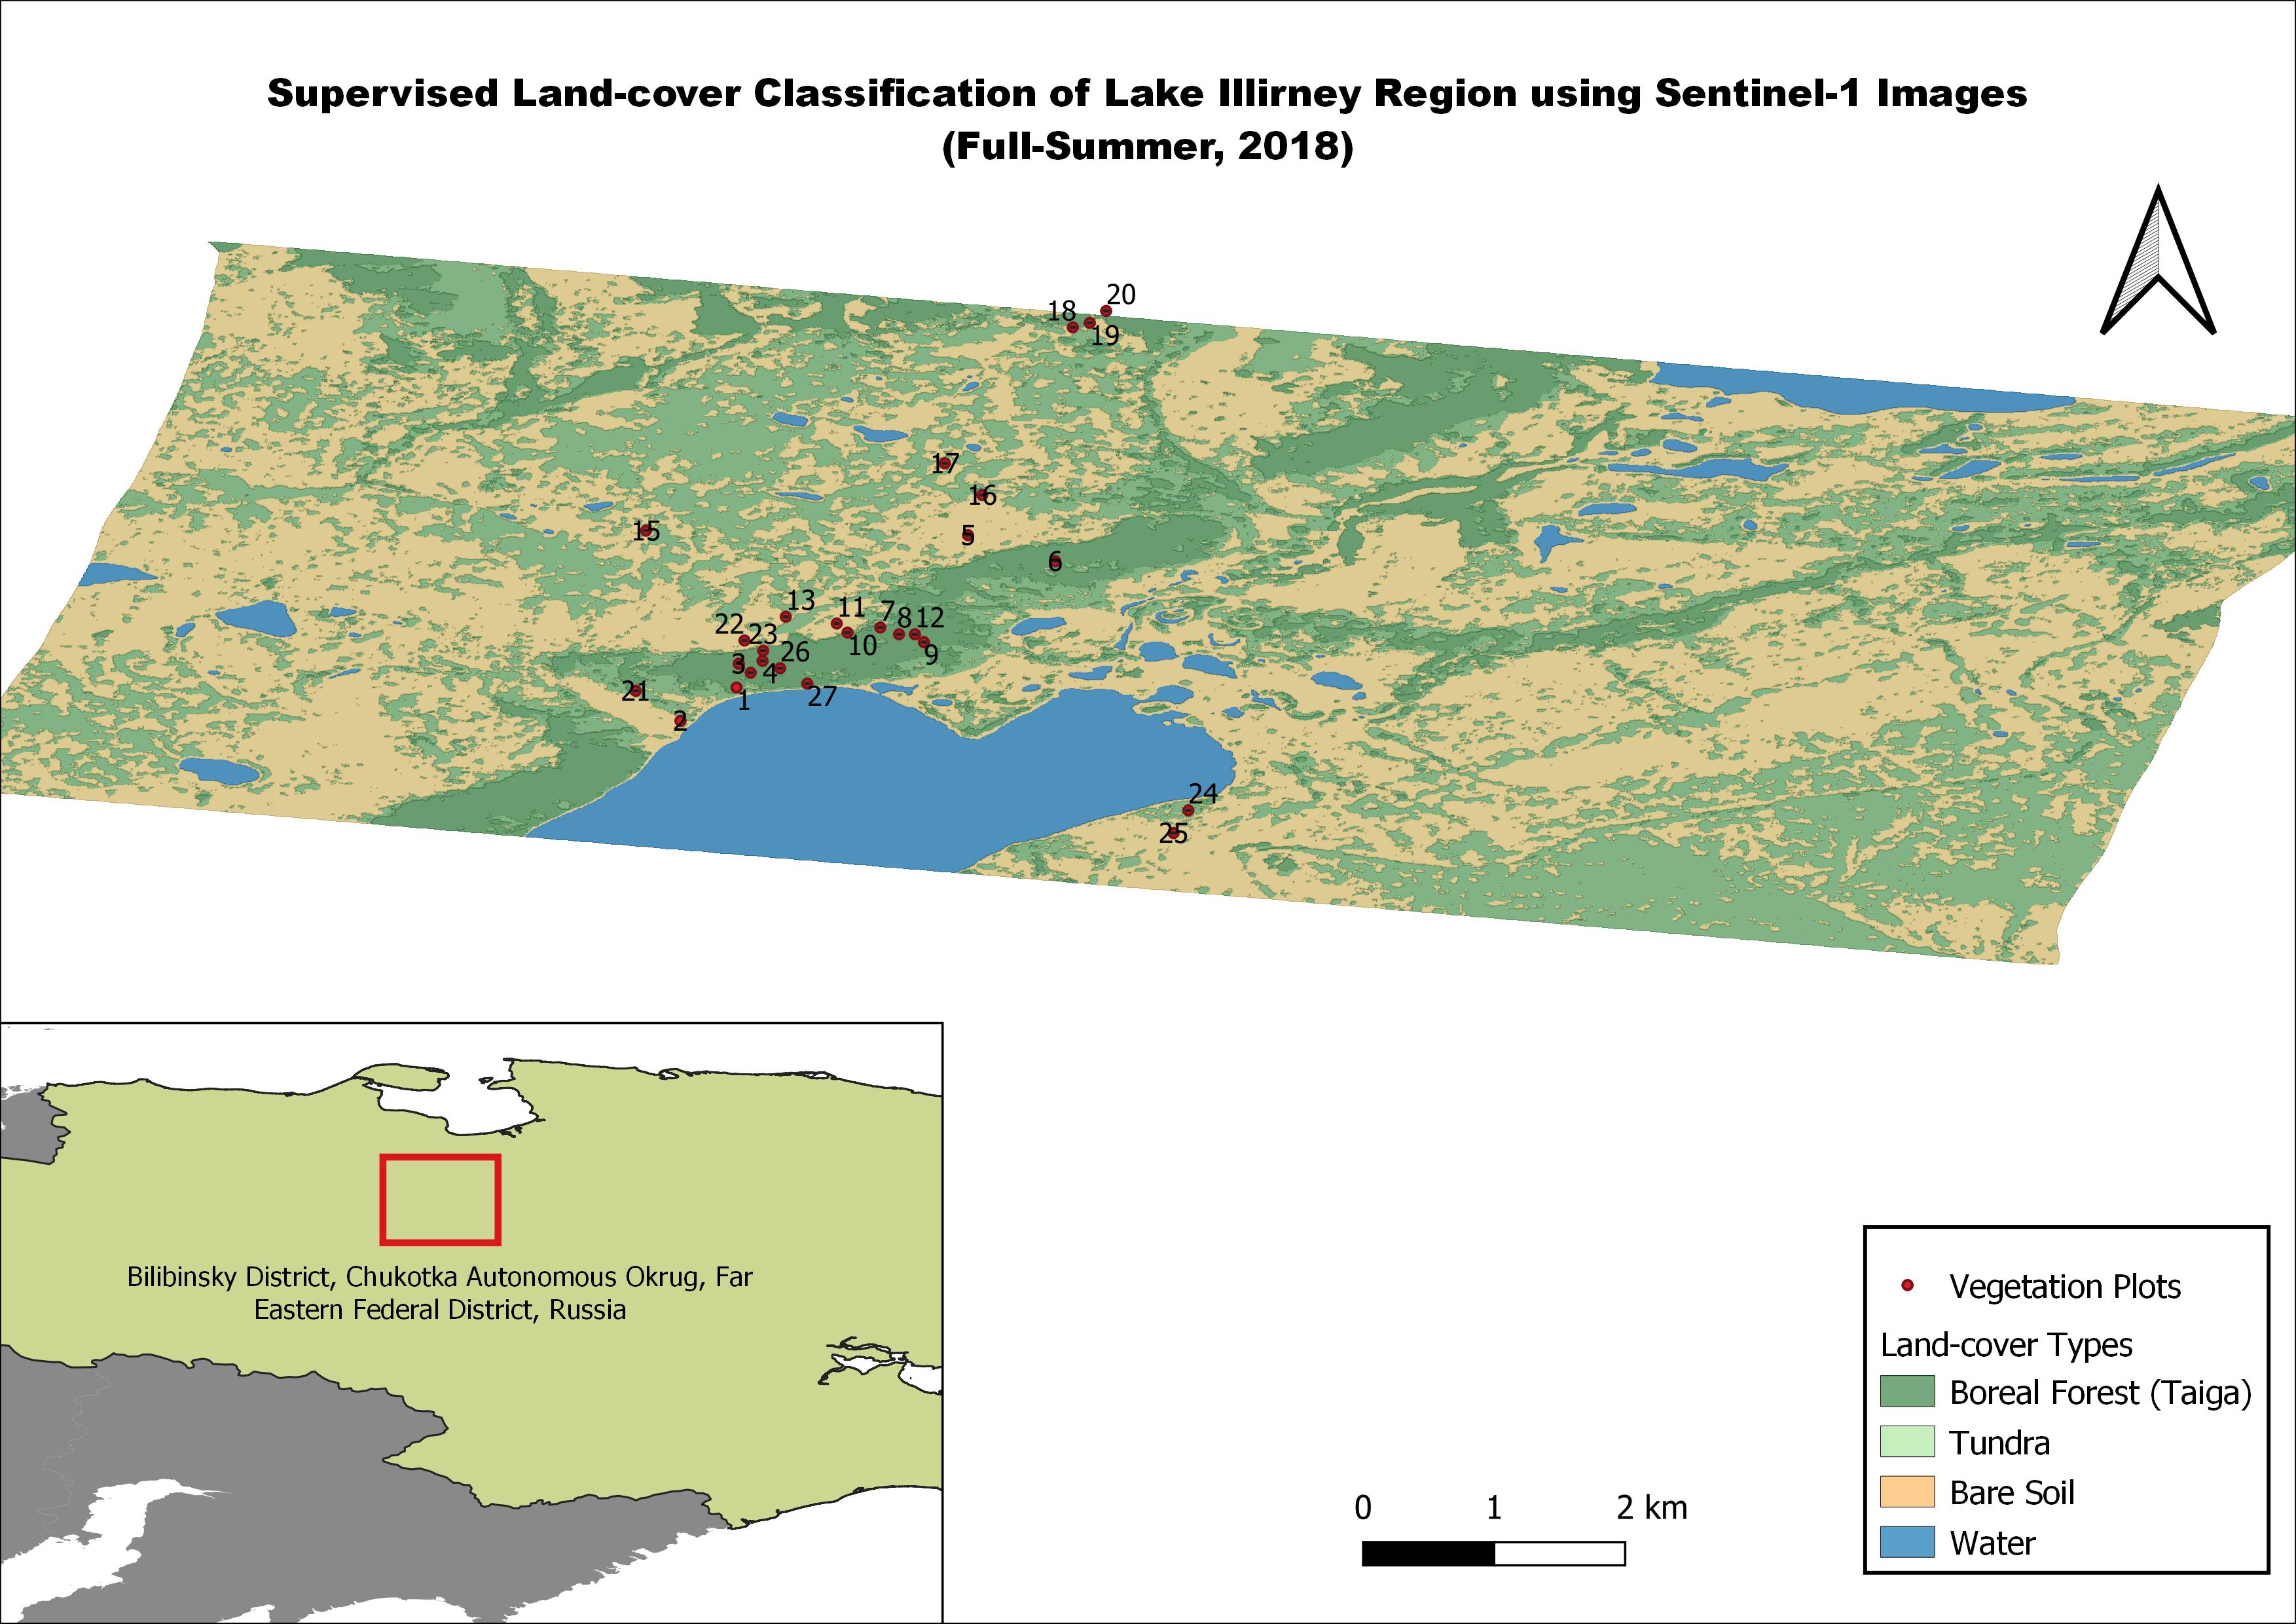 Supervised Land-cover Classification of Lake Illirney Region using Sentinel-1 Images
(Full-Summer, 2018)
20
18
19
17
16
15
5
6
13
11
7
8
12
22
23
10
9
26
3
4
21
1
27
2
24
25
Bilibinsky District, Chukotka Autonomous Okrug, Far
Eastern Federal District, Russia
Vegetation Plots
Land-cover Types
Boreal Forest (Taiga)
Tundra
Bare Soil
Water
0 1 2 km